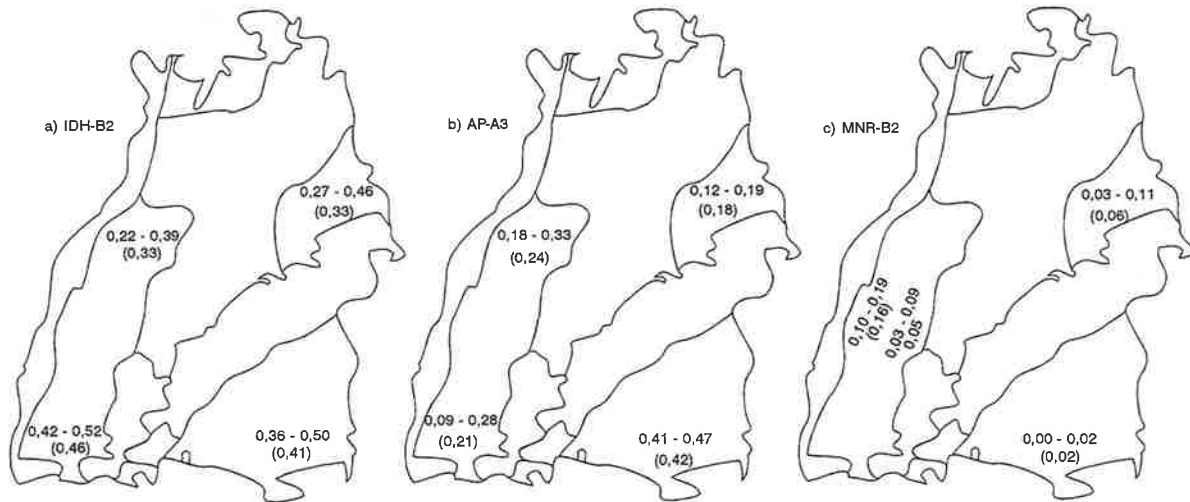 a) IDH-B2
0,27 - 0,46
(0,33)
0,22 - 0,39
(0,33)
0,42 - 0,52
(0,46)
0,36 - 0,50
(0,41)
b) AP-A3
0,12 - 0,19
(0,18)
0,18 - 0,33
(0,24)
0,09 - 0,28
(0,21)
0,41 - 0,47
(0,42)
c) MNR-B2
0,03 - 0,11
(0,06)
0,10 - 0,19
(0,16)
0,03 - 0,09
0,05
0,00 - 0,02
(0,02)